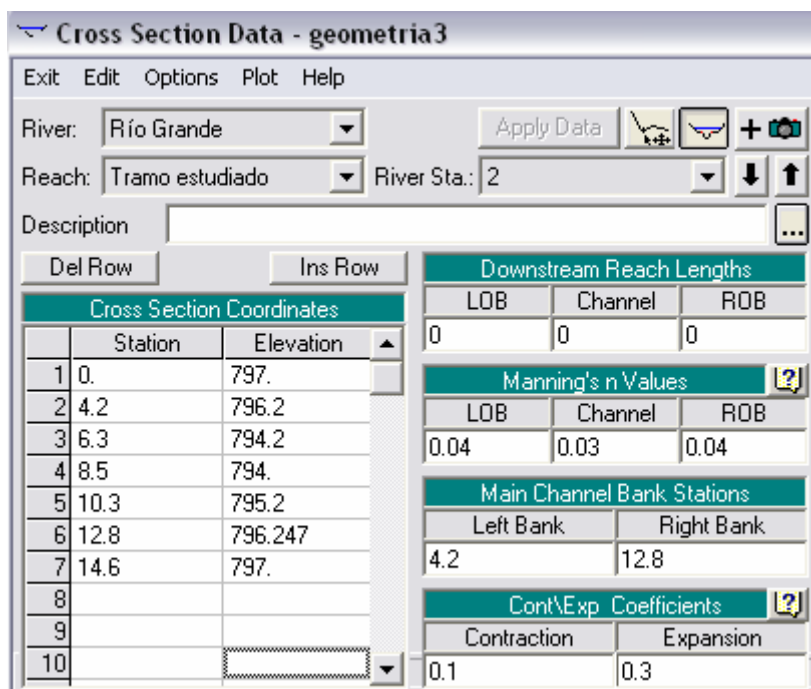 Cross Section Data - geometria3
Exit Edit Options Plot Help
River: Río Grande Apply Data
Reach: Tramo estudiado River Sta.: 2
Description ...
Del Row Ins Row
Cross Section Coordinates
Station Elevation
1 0. 797.
2 4.2 796.2
3 6.3 794.2
4 8.5 794.
5 10.3 795.2
6 12.8 796.247
7 14.6 797.
8
9
10
Downstream Reach Lengths
LOB Channel ROB
0 0 0
Manning's n Values ?
LOB Channel ROB
0.04 0.03 0.04
Main Channel Bank Stations
Left Bank Right Bank
4.2 12.8
Cont\Exp Coefficients ?
Contraction Expansion
0.1 0.3